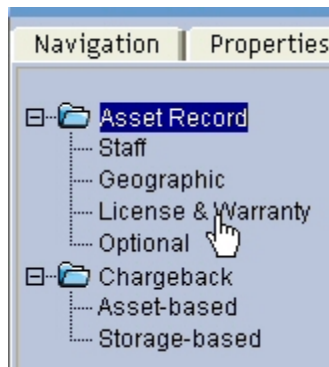 Navigation Properties
Asset Record
Staff
Geographic
License & Warranty
Optional
Chargeback
Asset-based
Storage-based